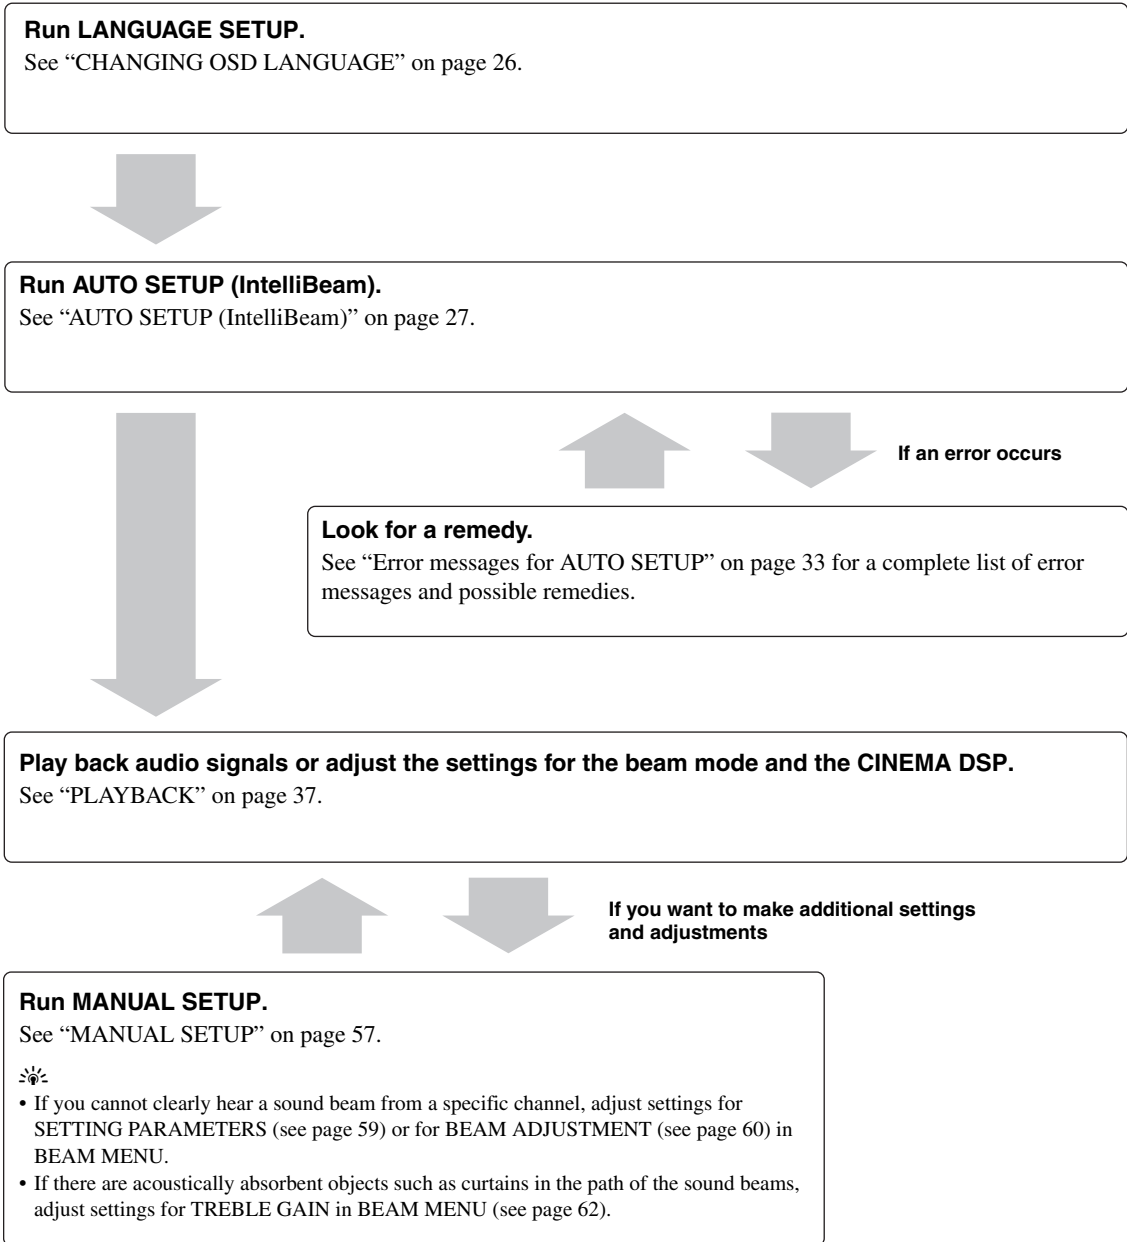 Run LANGUAGE SETUP.
See “CHANGING OSD LANGUAGE” on page 26.
Run AUTO SETUP (IntelliBeam).
See “AUTO SETUP (IntelliBeam)” on page 27.
If an error occurs
Look for a remedy.
See “Error messages for AUTO SETUP” on page 33 for a complete list of error
messages and possible remedies.
Play back audio signals or adjust the settings for the beam mode and the CINEMA DSP.
See “PLAYBACK” on page 37.
If you want to make additional settings
and adjustments
Run MANUAL SETUP.
See “MANUAL SETUP” on page 57.
• If you cannot clearly hear a sound beam from a specific channel, adjust settings for
SETTING PARAMETERS (see page 59) or for BEAM ADJUSTMENT (see page 60) in
BEAM MENU.
• If there are acoustically absorbent objects such as curtains in the path of the sound beams,
adjust settings for TREBLE GAIN in BEAM MENU (see page 62).